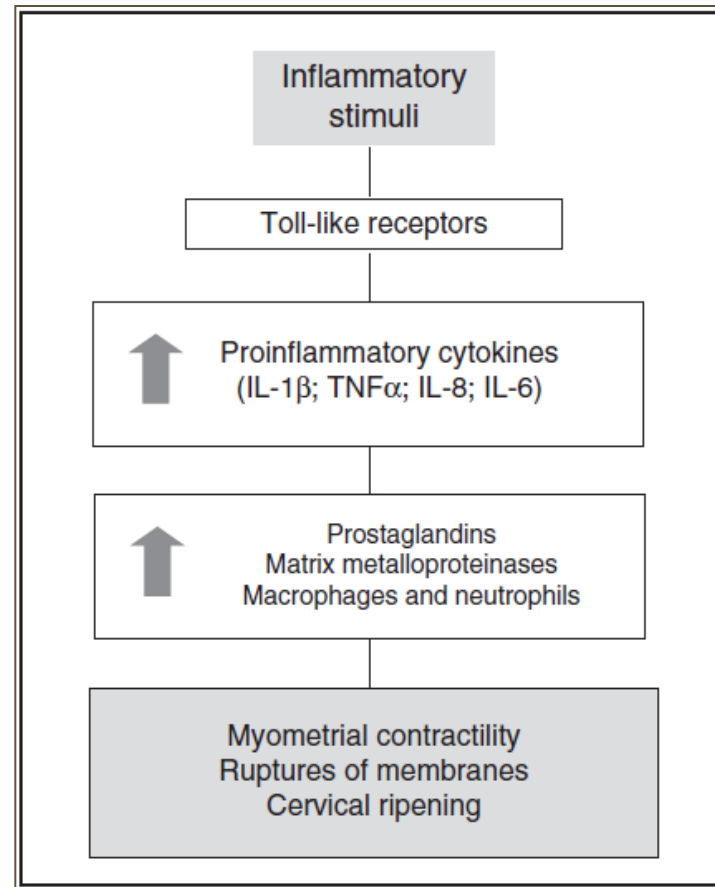 Inflammatory
stimuli
Toll-like receptors
Proinflammatory cytokines
(IL-1β; TNFα; IL-8; IL-6)
Prostaglandins
Matrix metalloproteinases
Macrophages and neutrophils
Myometrial contractility
Ruptures of membranes
Cervical ripening